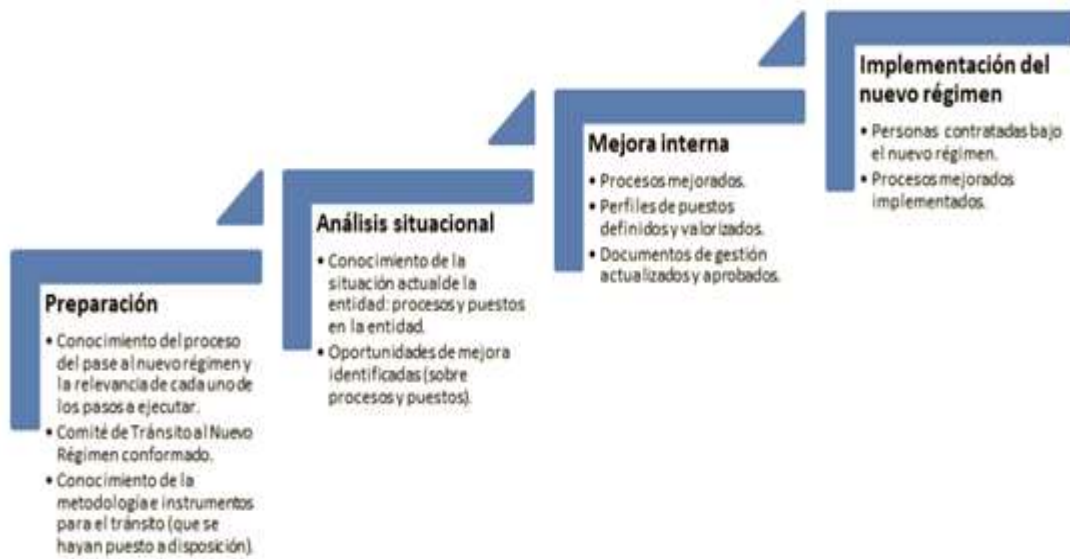 Preparación
• Conocimiento del proceso
del pase al nuevo régimen y
la relevancia de cada uno de
los pasos a ejecutar.
• Comité de Tránsito al Nuevo
Régimen conformado.
• Conocimiento de la
metodología e instrumentos
para el tránsito (que se
hayan puesto a disposición).
Análisis situacional
• Conocimiento de la
situación actual de la
entidad: procesos y puestos
en la entidad.
• Oportunidades de mejora
identificadas (sobre
procesos y puestos).
Mejora interna
• Procesos mejorados.
• Perfiles de puestos
definidos y valorizados.
• Documentos de gestión
actualizados y aprobados.
Implementación del
nuevo régimen
• Personas contratadas bajo
el nuevo régimen.
• Procesos mejorados
implementados.